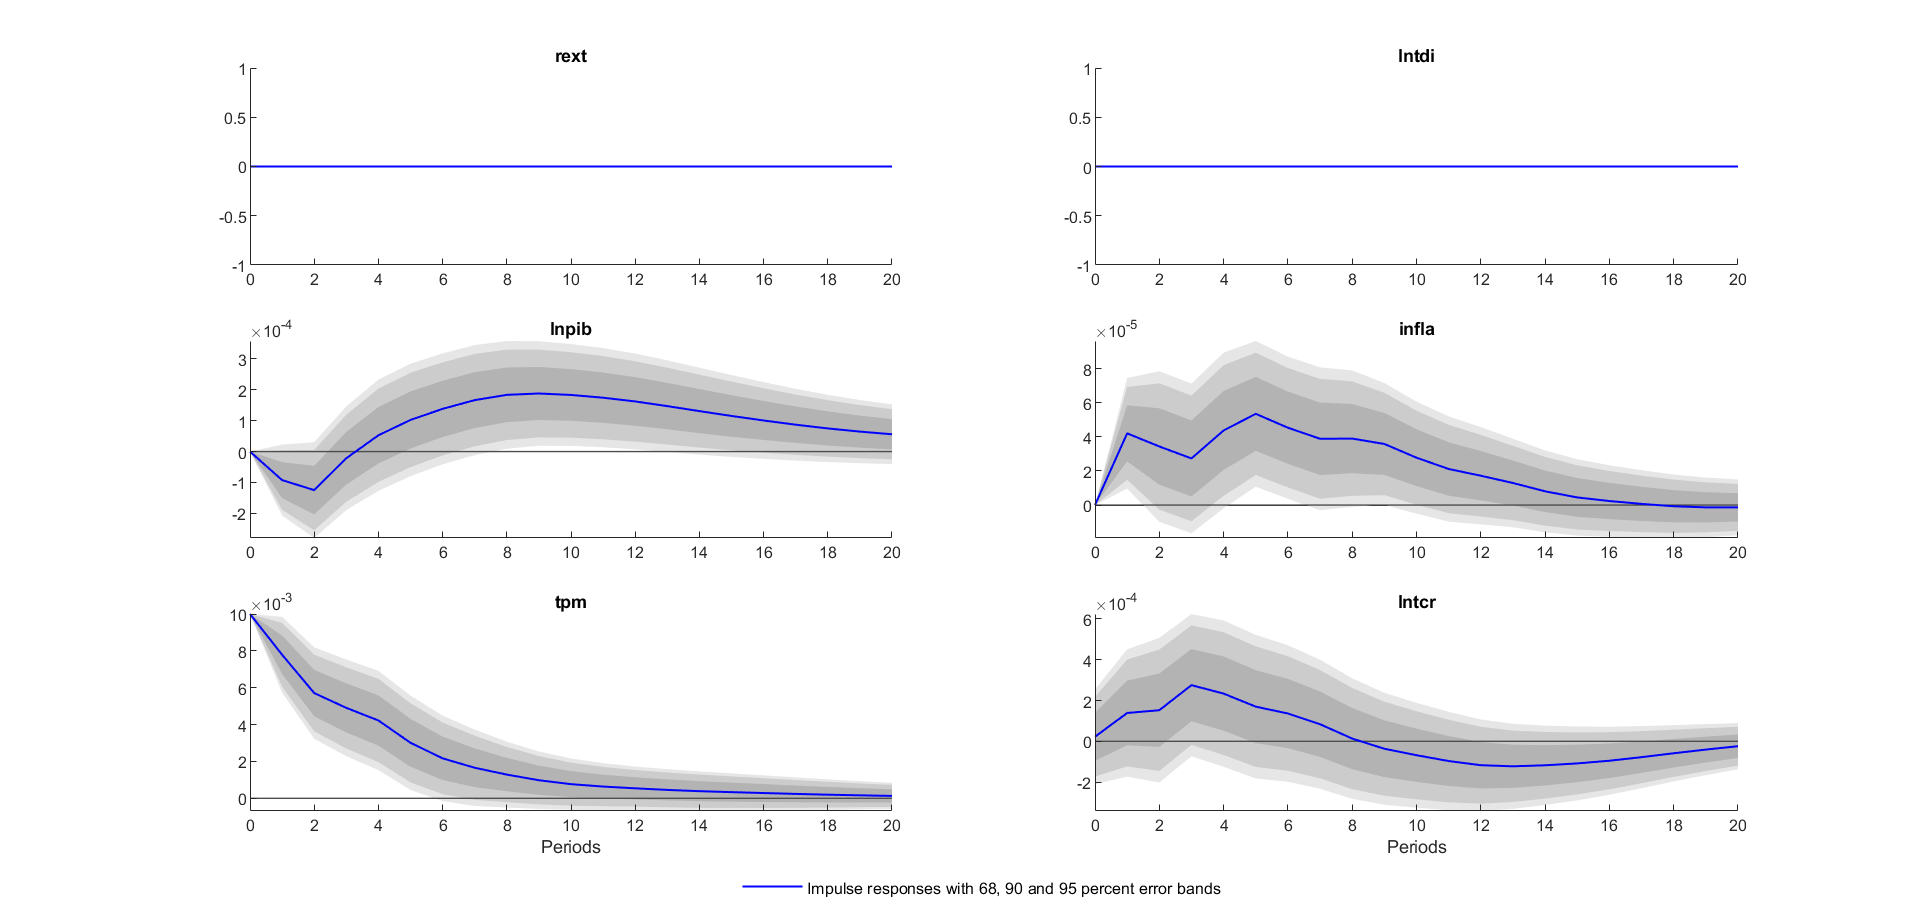 rext
1
0.5
0
-0.5
-1
0 2 4 6 8 10 12 14 16 18 20
lntdi
1
0.5
0
-0.5
-1
0 2 4 6 8 10 12 14 16 18 20
lnpib
×10-4
3
2
1
0
-1
-2
0 2 4 6 8 10 12 14 16 18 20
infla
×10-5
8
6
4
2
0
0 2 4 6 8 10 12 14 16 18 20
tpm
×10-3
10
8
6
4
2
0
0 2 4 6 8 10 12 14 16 18 20
Periods
lntcr
×10-4
6
4
2
0
-2
0 2 4 6 8 10 12 14 16 18 20
Periods
Impulse responses with 68, 90 and 95 percent error bands